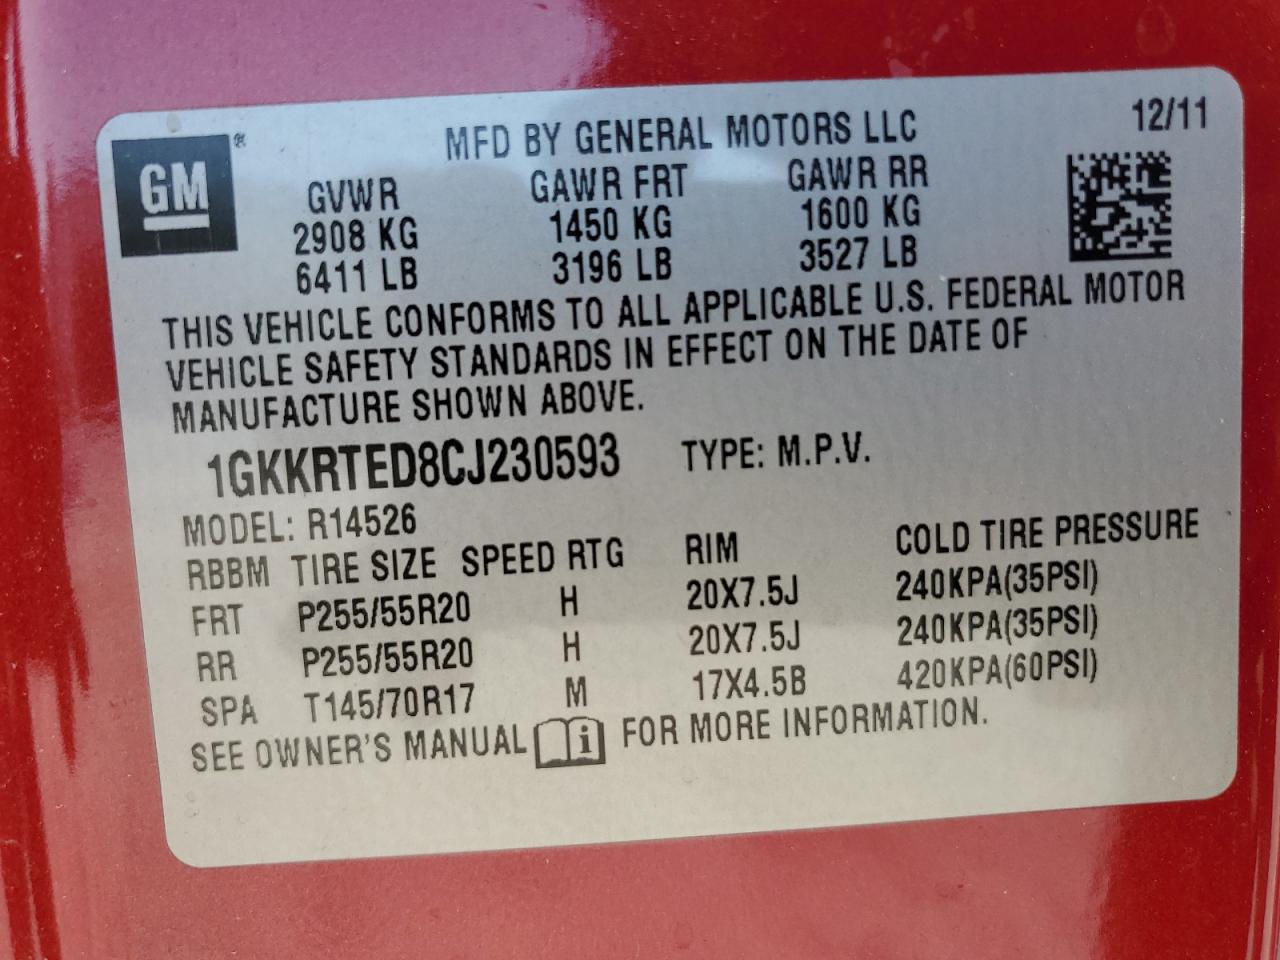 GM®
MFD BY GENERAL MOTORS LLC 12/11
GVWR GAWR FRT GAWR RR
2908 KG 1450 KG 1600 KG
6411 LB 3196 LB 3527 LB
THIS VEHICLE CONFORMS TO ALL APPLICABLE U.S. FEDERAL MOTOR
VEHICLE SAFETY STANDARDS IN EFFECT ON THE DATE OF
MANUFACTURE SHOWN ABOVE.
1GKKRTED8CJ230593 TYPE: M.P.V.
MODEL: R14526
RBBM TIRE SIZE SPEED RTG RIM COLD TIRE PRESSURE
FRT P255/55R20 H 20X7.5J 240KPA(35PSI)
RR P255/55R20 H 20X7.5J 240KPA(35PSI)
SPA T145/70R17 M 17X4.5B 420KPA(60PSI)
SEE OWNER'S MANUAL i FOR MORE INFORMATION.